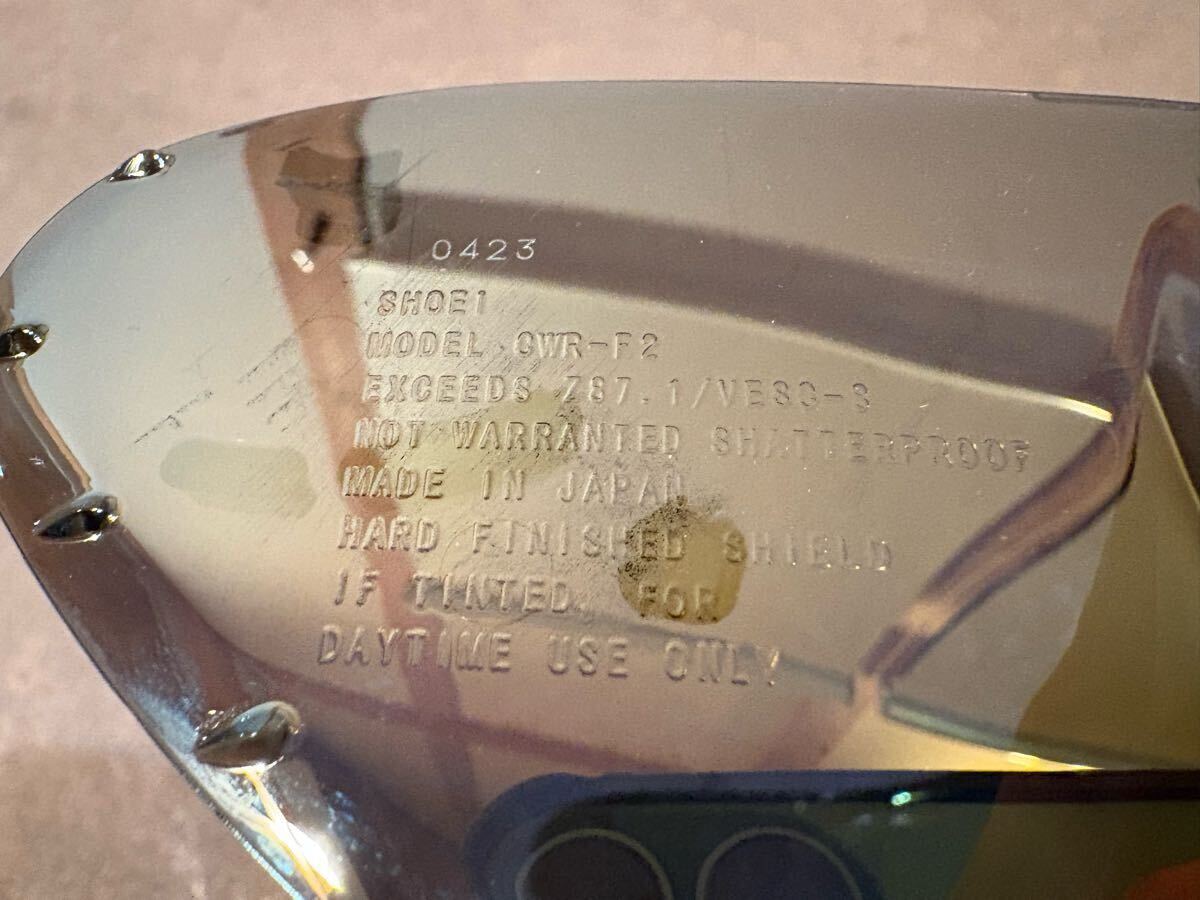 0423
SHOEI
MODEL CWR-F2
EXCEEDS Z87.1/VESC-8
NOT WARRANTED SHATTERPROOF
MADE IN JAPAN
HARD FINISHED SHIELD
IF TINTED, FOR
DAYTIME USE ONLY